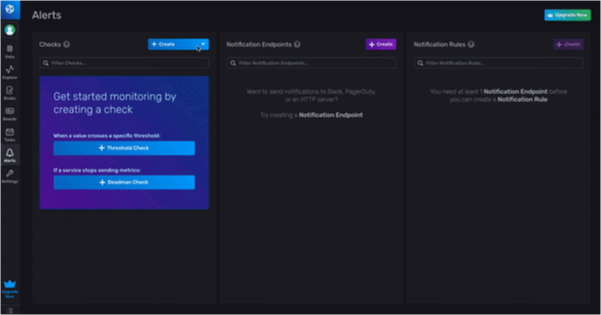 Alerts
Upgrade Now
Checks
+ Create
Notification Endpoints
+ Create
Notification Rules
+ Create
Filter Checks...
Filter Notification Endpoints...
Filter Notification Rules...
Get started monitoring by
creating a check
When a value crosses a specific threshold:
+ Threshold Check
If a service stops sending metrics:
+ Deadman Check
Want to send notifications to Slack, PagerDuty,
or an HTTP server?
Try creating a Notification Endpoint
You need at least 1 Notification Endpoint before
you can create a Notification Rule
Data
Explore
Books
Boards
Tasks
Alerts
Settings
Upgrade
Now